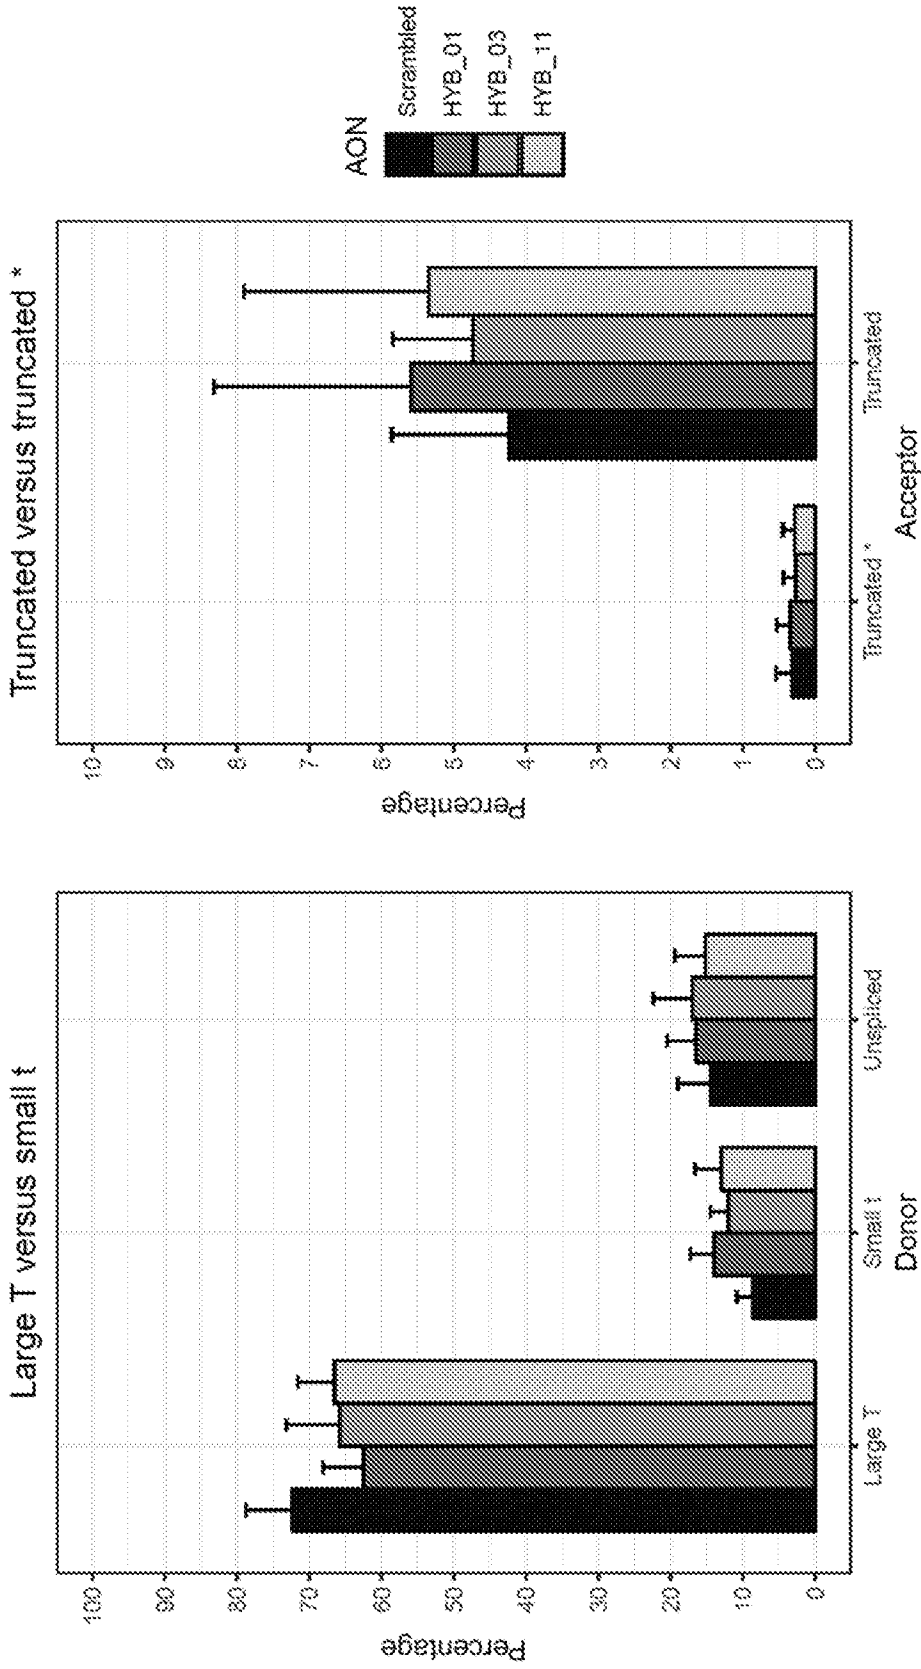 Large T versus small t
Percentage
100
90
80
70
60
50
40
30
20
10
0
Large T
Small t
Unspliced
Donor
Truncated versus truncated *
Percentage
10
9
8
7
6
5
4
3
2
1
0
Truncated *
Truncated
Acceptor
AON
Scrambled
HYB_01
HYB_03
HYB_11